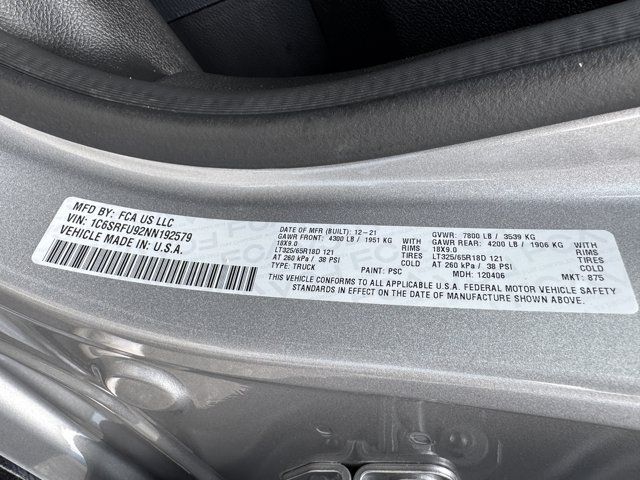 MFD BY: FCA US LLC
VIN: 1C6SRFU92NN192579
VEHICLE MADE IN: U.S.A.
DATE OF MFR (BUILT): 12-21
GAWR FRONT: 4300 LB / 1951 KG WITH
18X9.0 RIMS
LT325/65R18D 121 TIRES
AT 260 kPa / 38 PSI COLD
TYPE: TRUCK PAINT: PSC
GVWR: 7800 LB / 3539 KG
GAWR REAR: 4200 LB / 1906 KG WITH
18X9.0 RIMS
LT325/65R18D 121 TIRES
AT 260 kPa / 38 PSI COLD
MDH: 120406 MKT: 875
THIS VEHICLE CONFORMS TO ALL APPLICABLE U.S.A. FEDERAL MOTOR VEHICLE SAFETY
STANDARDS IN EFFECT ON THE DATE OF MANUFACTURE SHOWN ABOVE.